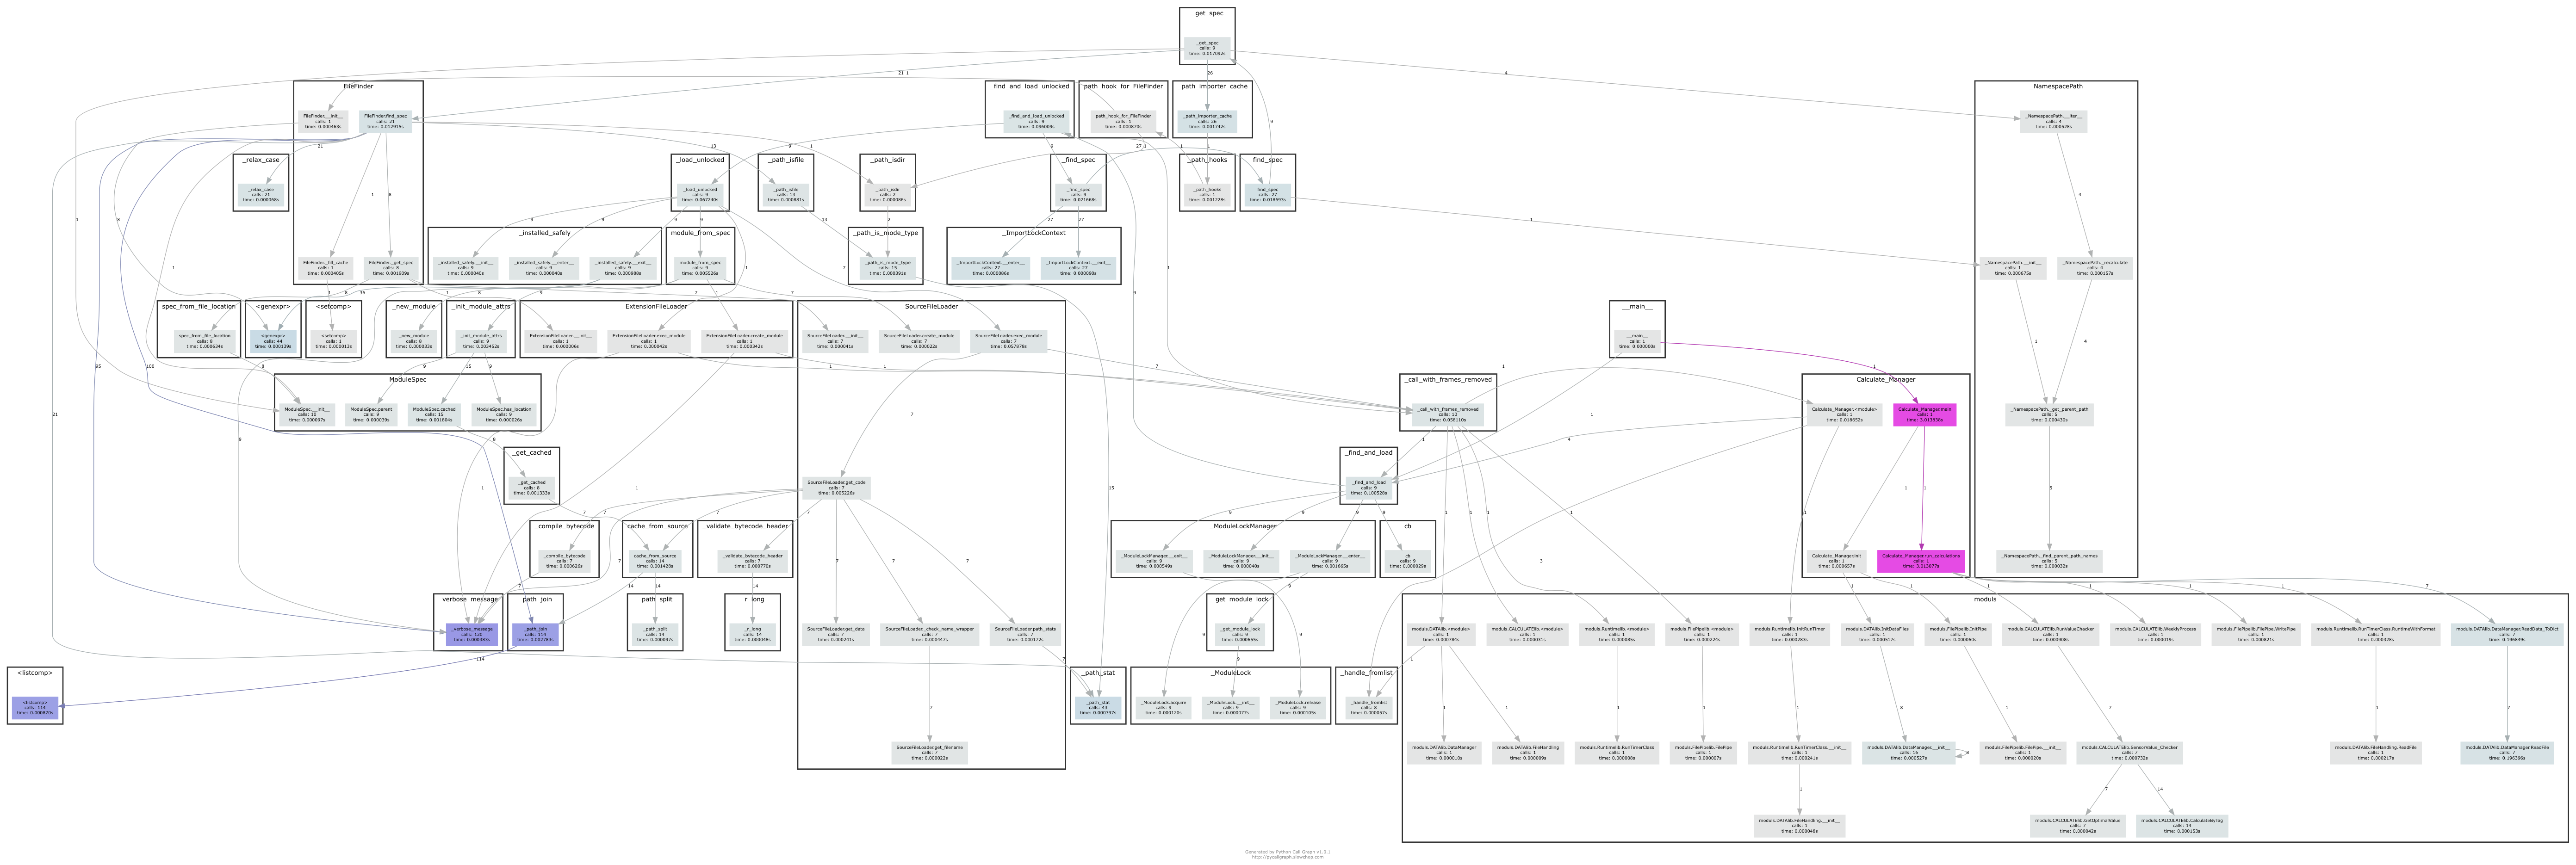 _get_spec
_get_spec
calls: 9
time: 0.017092s
FileFinder
FileFinder.__init__
calls: 1
time: 0.000463s
FileFinder.find_spec
calls: 21
time: 0.012915s
FileFinder._fill_cache
calls: 1
time: 0.000405s
FileFinder._get_spec
calls: 8
time: 0.001909s
_find_and_load_unlocked
_find_and_load_unlocked
calls: 9
time: 0.096009s
path_hook_for_FileFinder
path_hook_for_FileFinder
calls: 1
time: 0.000870s
_path_importer_cache
_path_importer_cache
calls: 26
time: 0.001742s
_NamespacePath
_NamespacePath.__iter__
calls: 4
time: 0.000528s
_NamespacePath.__init__
calls: 1
time: 0.000675s
_NamespacePath._recalculate
calls: 4
time: 0.000157s
_NamespacePath._get_parent_path
calls: 5
time: 0.000430s
_NamespacePath._find_parent_path_names
calls: 5
time: 0.000032s
_relax_case
_relax_case
calls: 21
time: 0.000068s
_load_unlocked
_load_unlocked
calls: 9
time: 0.067240s
_path_isfile
_path_isfile
calls: 13
time: 0.000881s
_path_isdir
_path_isdir
calls: 2
time: 0.000086s
_find_spec
_find_spec
calls: 9
time: 0.021668s
_path_hooks
_path_hooks
calls: 1
time: 0.001228s
find_spec
find_spec
calls: 27
time: 0.018693s
_installed_safely
_installed_safely.__init__
calls: 9
time: 0.000040s
_installed_safely.__enter__
calls: 9
time: 0.000040s
_installed_safely.__exit__
calls: 9
time: 0.000988s
module_from_spec
module_from_spec
calls: 9
time: 0.005526s
_path_is_mode_type
_path_is_mode_type
calls: 15
time: 0.000391s
_ImportLockContext
_ImportLockContext.__enter__
calls: 27
time: 0.000086s
_ImportLockContext.__exit__
calls: 27
time: 0.000090s
spec_from_file_location
spec_from_file_location
calls: 8
time: 0.000634s
<genexpr>
<genexpr>
calls: 44
time: 0.000139s
<setcomp>
<setcomp>
calls: 1
time: 0.000013s
_new_module
_new_module
calls: 8
time: 0.000033s
_init_module_attrs
_init_module_attrs
calls: 9
time: 0.003452s
ExtensionFileLoader
ExtensionFileLoader.__init__
calls: 1
time: 0.000006s
ExtensionFileLoader.exec_module
calls: 1
time: 0.000042s
ExtensionFileLoader.create_module
calls: 1
time: 0.000342s
SourceFileLoader
SourceFileLoader.__init__
calls: 7
time: 0.000041s
SourceFileLoader.create_module
calls: 7
time: 0.000022s
SourceFileLoader.exec_module
calls: 7
time: 0.057878s
SourceFileLoader.get_code
calls: 7
time: 0.005226s
SourceFileLoader.get_data
calls: 7
time: 0.000241s
SourceFileLoader._check_name_wrapper
calls: 7
time: 0.000447s
SourceFileLoader.path_stats
calls: 7
time: 0.000172s
SourceFileLoader.get_filename
calls: 7
time: 0.000022s
__main__
__main__
calls: 1
time: 0.000000s
ModuleSpec
ModuleSpec.__init__
calls: 10
time: 0.000097s
ModuleSpec.parent
calls: 9
time: 0.000039s
ModuleSpec.cached
calls: 15
time: 0.001804s
ModuleSpec.has_location
calls: 9
time: 0.000026s
_call_with_frames_removed
_call_with_frames_removed
calls: 10
time: 0.058110s
Calculate_Manager
Calculate_Manager.<module>
calls: 1
time: 0.018652s
Calculate_Manager.main
calls: 1
time: 3.013838s
Calculate_Manager.init
calls: 1
time: 0.000657s
Calculate_Manager.run_calculations
calls: 1
time: 3.013077s
_get_cached
_get_cached
calls: 8
time: 0.001333s
_find_and_load
_find_and_load
calls: 9
time: 0.100528s
_compile_bytecode
_compile_bytecode
calls: 7
time: 0.000626s
cache_from_source
cache_from_source
calls: 14
time: 0.001428s
_validate_bytecode_header
_validate_bytecode_header
calls: 7
time: 0.000770s
_ModuleLockManager
_ModuleLockManager.__exit__
calls: 9
time: 0.000549s
_ModuleLockManager.__init__
calls: 9
time: 0.000040s
_ModuleLockManager.__enter__
calls: 9
time: 0.001665s
cb
cb
calls: 9
time: 0.000029s
_verbose_message
_verbose_message
calls: 120
time: 0.000383s
_path_join
_path_join
calls: 114
time: 0.002783s
_path_split
_path_split
calls: 14
time: 0.000097s
_r_long
_r_long
calls: 14
time: 0.000048s
_get_module_lock
_get_module_lock
calls: 9
time: 0.000693s
<listcomp>
<listcomp>
calls: 114
time: 0.000870s
_path_stat
_path_stat
calls: 43
time: 0.000397s
_ModuleLock
_ModuleLock.acquire
calls: 9
time: 0.000120s
_ModuleLock.__init__
calls: 9
time: 0.000077s
_ModuleLock.release
calls: 9
time: 0.000105s
_handle_fromlist
_handle_fromlist
calls: 8
time: 0.000057s
moduls
moduls.DATAlib.<module>
calls: 1
time: 0.000784s
moduls.CALCULATElib.<module>
calls: 1
time: 0.000031s
moduls.Runtimelib.<module>
calls: 1
time: 0.000085s
moduls.FilePipelib.<module>
calls: 1
time: 0.000224s
moduls.Runtimelib.InitRunTimer
calls: 1
time: 0.000283s
moduls.DATAlib.InitDataFiles
calls: 1
time: 0.000517s
moduls.FilePipelib.InitPipe
calls: 1
time: 0.000060s
moduls.CALCULATElib.RunValueChecker
calls: 1
time: 0.000908s
moduls.CALCULATElib.WeeklyProcess
calls: 1
time: 0.000019s
moduls.FilePipelib.FilePipe.WritePipe
calls: 1
time: 0.000821s
moduls.Runtimelib.RunTimerClass.RuntimeWithFormat
calls: 1
time: 0.000326s
moduls.DATAlib.DataManager.ReadData_ToDict
calls: 7
time: 0.196849s
moduls.DATAlib.DataManager
calls: 1
time: 0.000010s
moduls.DATAlib.FileHandling
calls: 1
time: 0.000009s
moduls.Runtimelib.RunTimerClass
calls: 1
time: 0.000008s
moduls.FilePipelib.FilePipe
calls: 1
time: 0.000007s
moduls.Runtimelib.RunTimerClass.__init__
calls: 1
time: 0.000241s
moduls.DATAlib.DataManager.__init__
calls: 16
time: 0.000527s
moduls.FilePipelib.FilePipe.__init__
calls: 1
time: 0.000020s
moduls.CALCULATElib.SensorValue_Checker
calls: 7
time: 0.000732s
moduls.DATAlib.FileHandling.ReadFile
calls: 1
time: 0.000217s
moduls.DATAlib.DataManager.ReadFile
calls: 7
time: 0.196396s
moduls.DATAlib.FileHandling.__init__
calls: 1
time: 0.000048s
moduls.CALCULATElib.GetOptimalValue
calls: 7
time: 0.000042s
moduls.CALCULATElib.CalculateByTag
calls: 14
time: 0.000153s
Generated by Python Call Graph v1.0.1
http://pycallgraph.slowchop.com